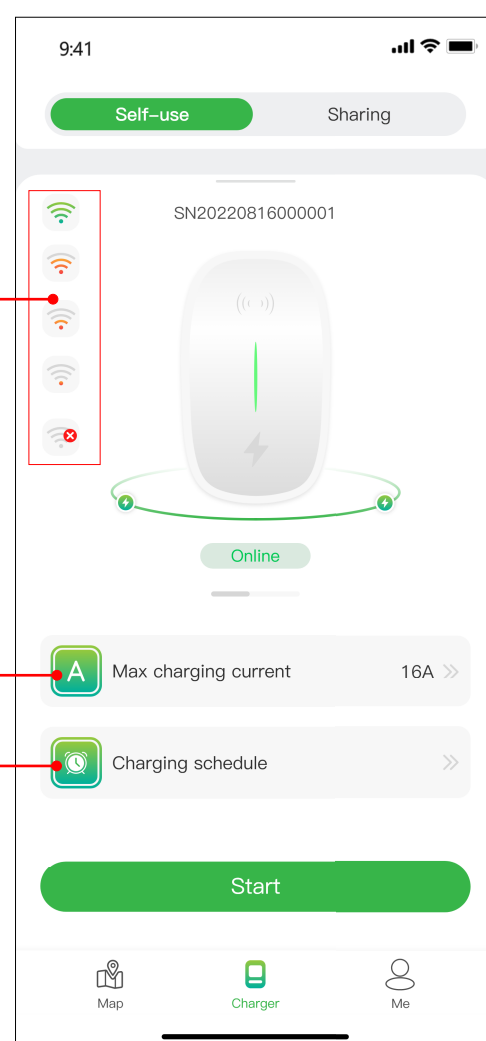 9:41
Self-use Sharing
SN20220816000001
Online
A Max charging current 16A
Charging schedule
Start
Map Charger Me